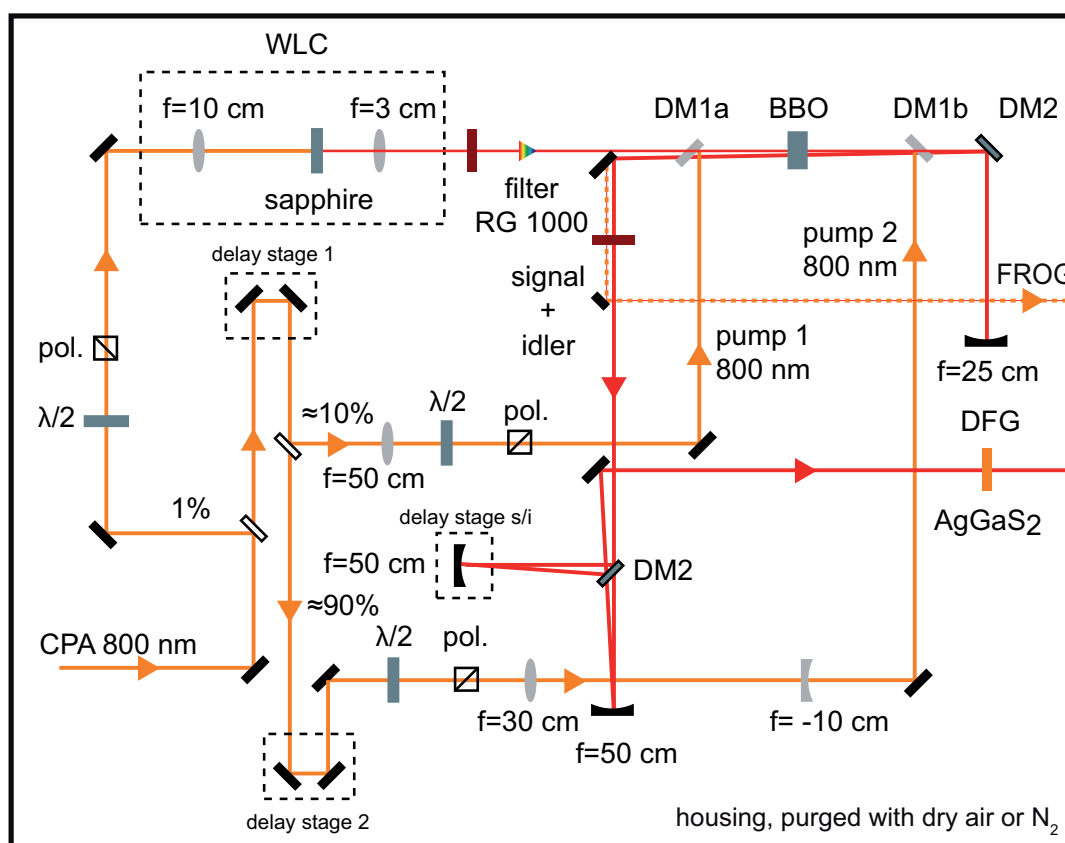 WLC
f=10 cm
f=3 cm
sapphire
DM1a
BBO
DM1b
DM2
filter
RG 1000
signal
+
idler
delay stage 1
pump 2
800 nm
FROG
pol.
pump 1
800 nm
f=25 cm
λ/2
≈10%
λ/2
pol.
DFG
f=50 cm
1%
AgGaS₂
delay stage s/i
f=50 cm
DM2
≈90%
CPA 800 nm
λ/2
pol.
f=30 cm
f=50 cm
f= -10 cm
delay stage 2
housing, purged with dry air or N₂